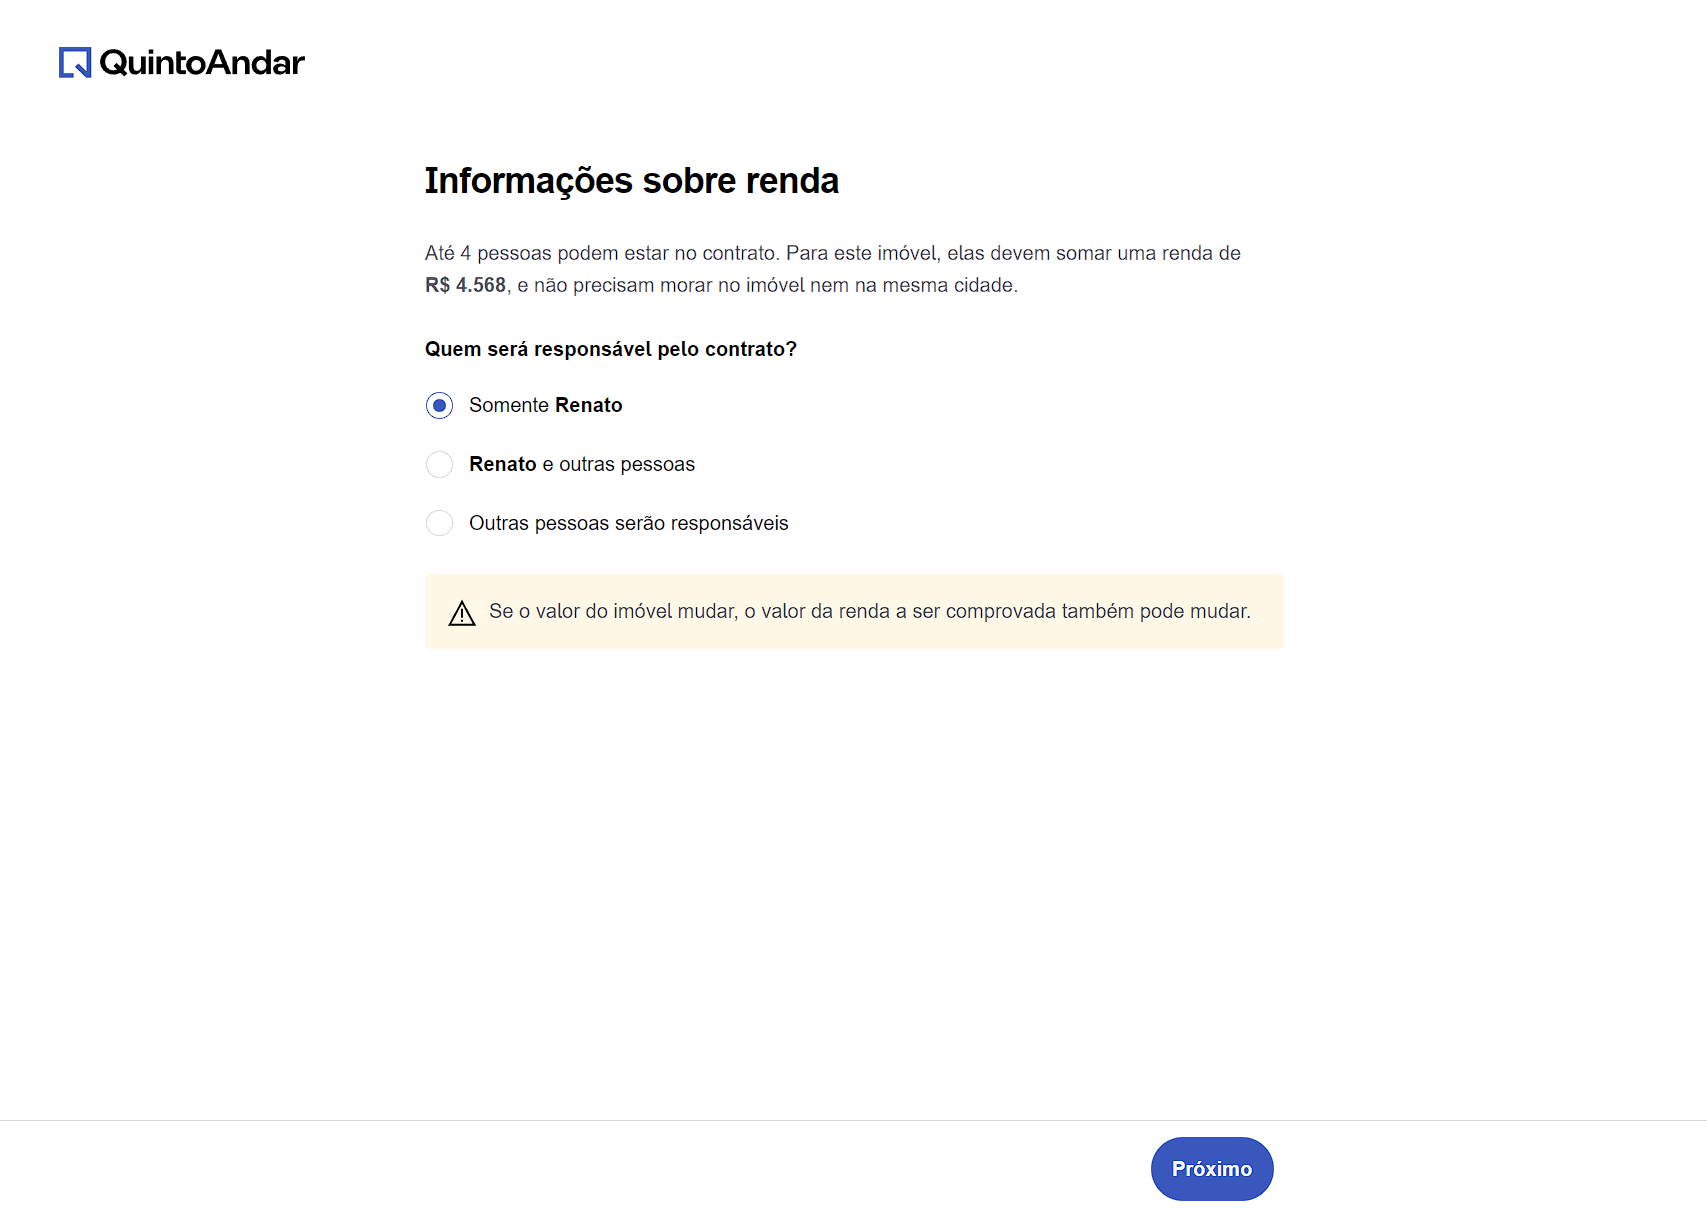 QuintoAndar
Informações sobre renda
Até 4 pessoas podem estar no contrato. Para este imóvel, elas devem somar uma renda de
R$ 4.568, e não precisam morar no imóvel nem na mesma cidade.
Quem será responsável pelo contrato?
Somente Renato
Renato e outras pessoas
Outras pessoas serão responsáveis
Se o valor do imóvel mudar, o valor da renda a ser comprovada também pode mudar.
Próximo